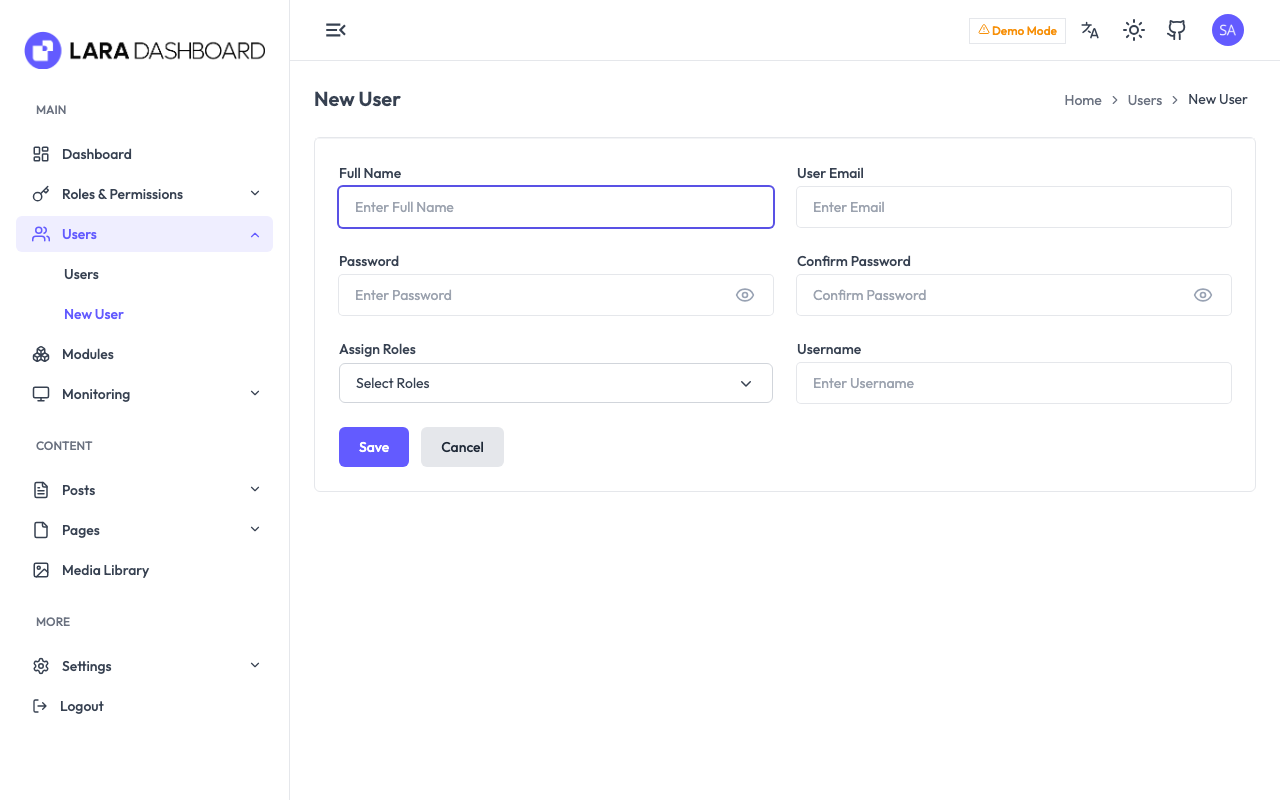 LARA DASHBOARD
MAIN
Dashboard
Roles & Permissions
Users
Users
New User
Modules
Monitoring
CONTENT
Posts
Pages
Media Library
MORE
Settings
Logout
Demo Mode
SA
New User
Home > Users > New User
Full Name
Enter Full Name
User Email
Enter Email
Password
Enter Password
Confirm Password
Confirm Password
Assign Roles
Select Roles
Username
Enter Username
Save
Cancel